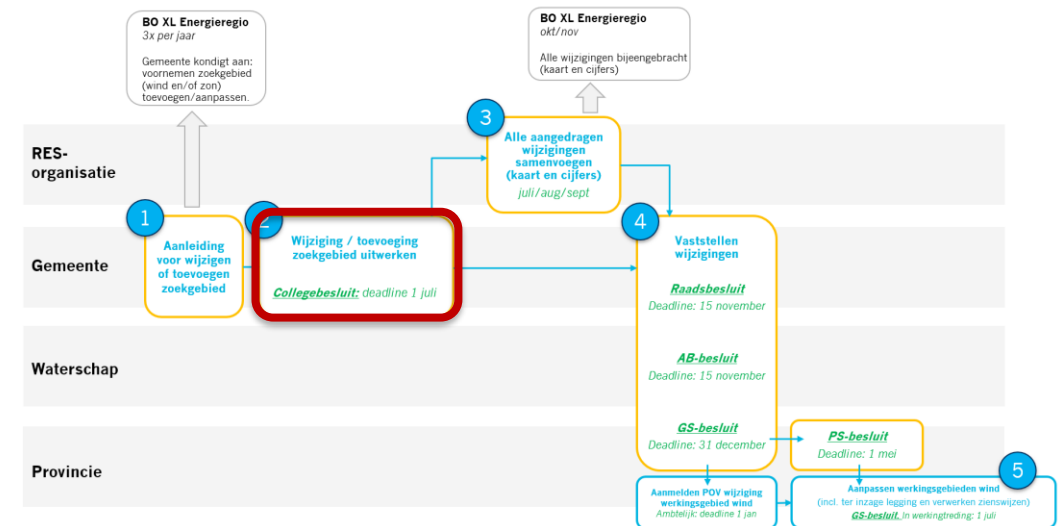 BO XL Energieregio
3x per jaar
Gemeente kondigt aan:
voornemen zoekgebied
(wind en/of zon)
toevoegen/aanpassen.
BO XL Energieregio
okt/nov
Alle wijzigingen bijeengebracht
(kaart en cijfers)
RES-
organisatie
3
Alle aangedragen
wijzigingen
samenvoegen
(kaart en cijfers)
juli/aug/sept
Gemeente
1
Aanleiding
voor wijzigen
of toevoegen
zoekgebied
2
Wijziging / toevoeging
zoekgebied uitwerken
Collegebesluit: deadline 1 juli
4
Vaststellen
wijzigingen
Raadsbesluit
Deadline: 15 november
Waterschap
AB-besluit
Deadline: 15 november
Provincie
GS-besluit
Deadline: 31 december
PS-besluit
Deadline: 1 mei
Aanmelden POV wijziging
werkingsgebied wind
Ambtelijk: deadline 1 jan
5
Aanpassen werkingsgebieden wind
(incl. ter inzage legging en verwerken zienswijzen)
GS-besluit. In werkingtreding: 1 juli